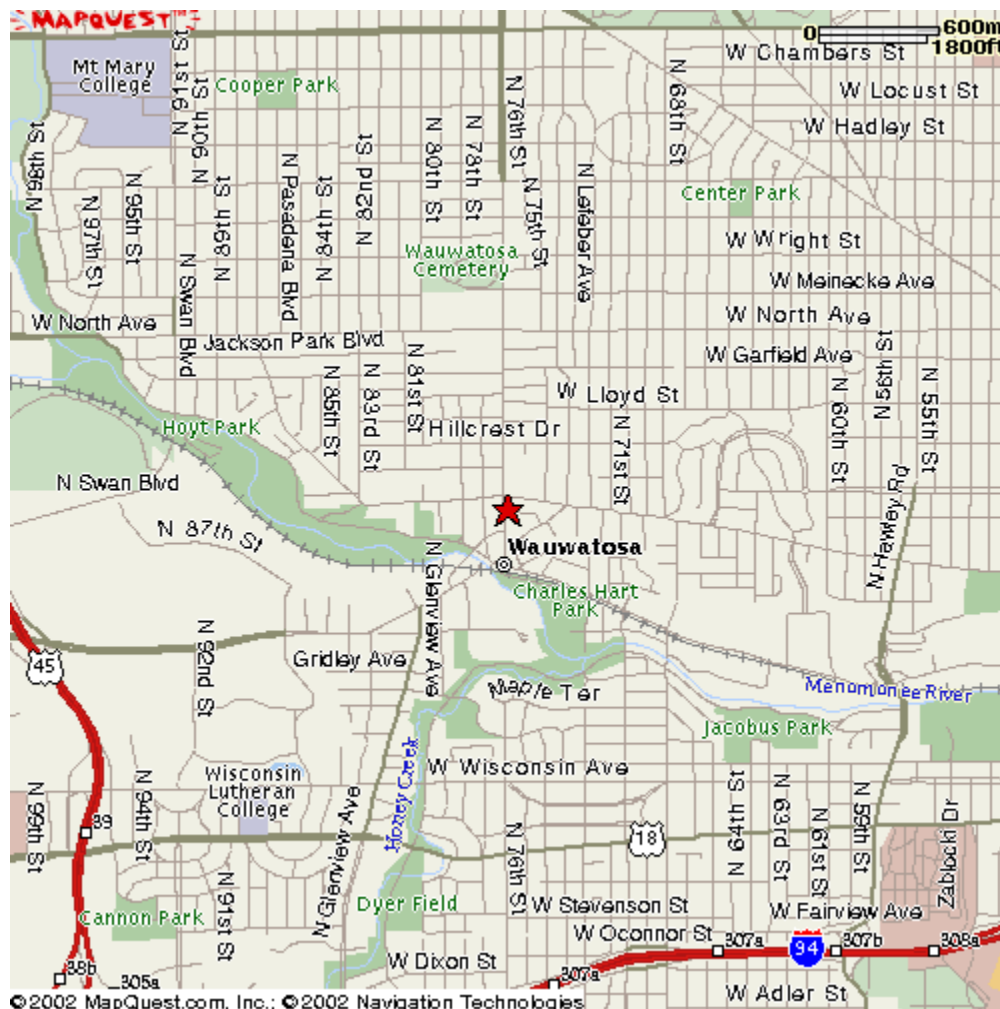 MAPQUEST
0 600m
1800ft
W Chambers St
Mt Mary
College
N 91st St
Cooper Park
N 90th St
N 76th St
N 68th St
W Locust St
W Hadley St
N 98th St
N 97th St
N 95th St
N 89th St
N Pasadena Blvd
N 84th St
N 82nd St
N 80th St
N 78th St
N 75th St
N Lefeber Ave
Center Park
Wauwatosa
Cemetery
W Wright St
W Meinecke Ave
N Swan Blvd
W North Ave
W North Ave
Jackson Park Blvd
W Garfield Ave
N 56th St
N 55th St
N 60th St
N 85th St
N 83rd St
N 81st St
W Lloyd St
N 71st St
Hoyt Park
Hillcrest Dr
N Swan Blvd
N 87th St
N Hawley Rd
Wauwatosa
N Glenview Ave
Charles Hart
Park
45
N 92nd St
Gridley Ave
Maple Ter
Menomonee River
Jacobus Park
Honey Creek
W Wisconsin Ave
Wisconsin
Lutheran
College
N 99th St
39
N 94th St
N Glenview Ave
18
N 64th St
N 63rd St
N 61st St
N 59th St
Zablocki Dr
N 76th St
N 91st St
Cannon Park
Dyer Field
W Stevenson St
W Fairview Ave
W Oconnor St
307a
94
307b
308a
W Dixon St
38b
305a
307a
W Adler St
©2002 MapQuest.com, Inc.; ©2002 Navigation Technologies